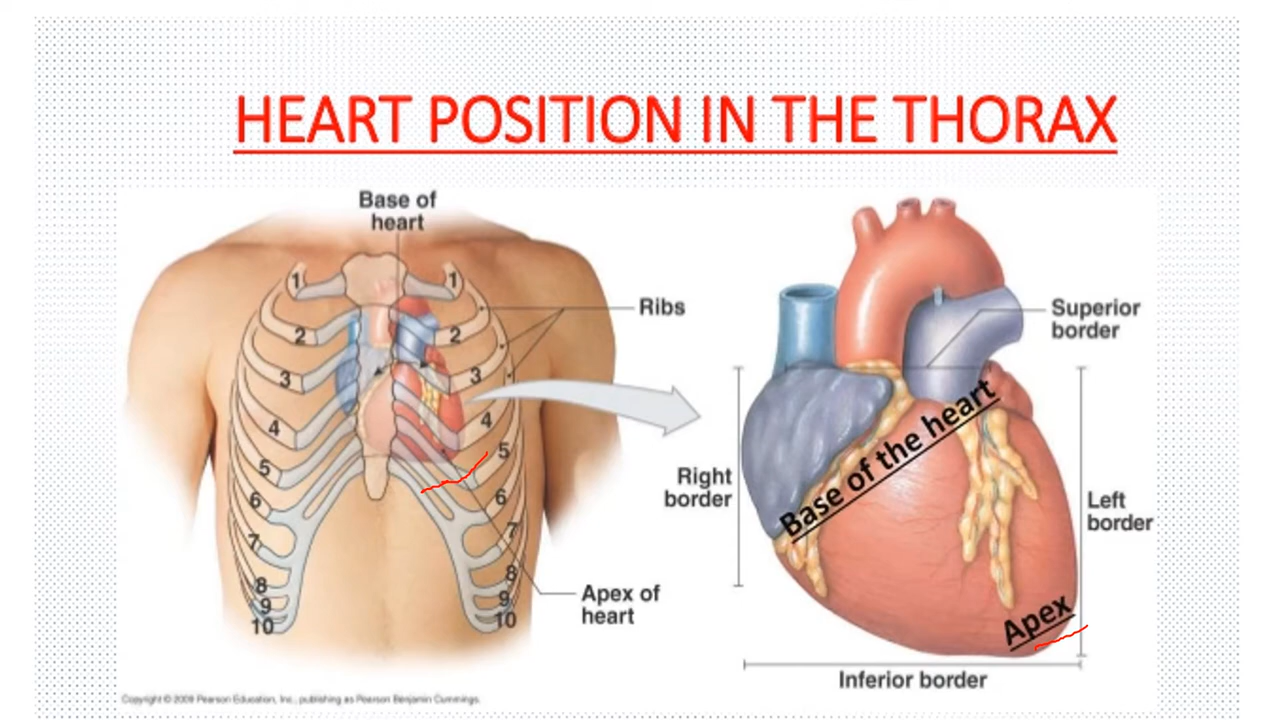 HEART POSITION IN THE THORAX
Base of
heart
1
1
Ribs
2
2
3
3
4
4
5
5
6
6
7
7
8
8
9
9
10
10
Apex of
heart
Superior
border
Base of the heart
Right
border
Left
border
Apex
Inferior border
Copyright © 2009 Pearson Education, Inc., publishing as Pearson Benjamin Cummings.